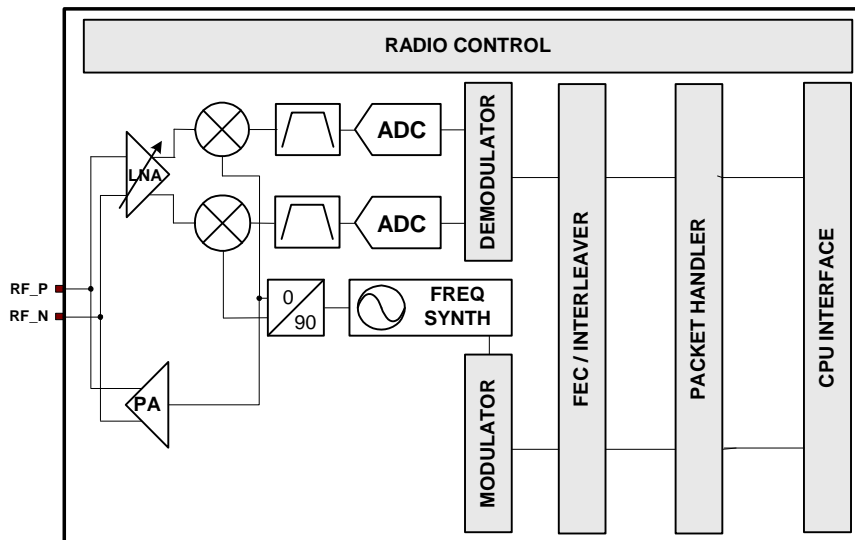 RADIO CONTROL
LNA
ADC
ADC
DEMODULATOR
FEC / INTERLEAVER
PACKET HANDLER
CPU INTERFACE
RF_P
RF_N
0
90
FREQ
SYNTH
PA
MODULATOR